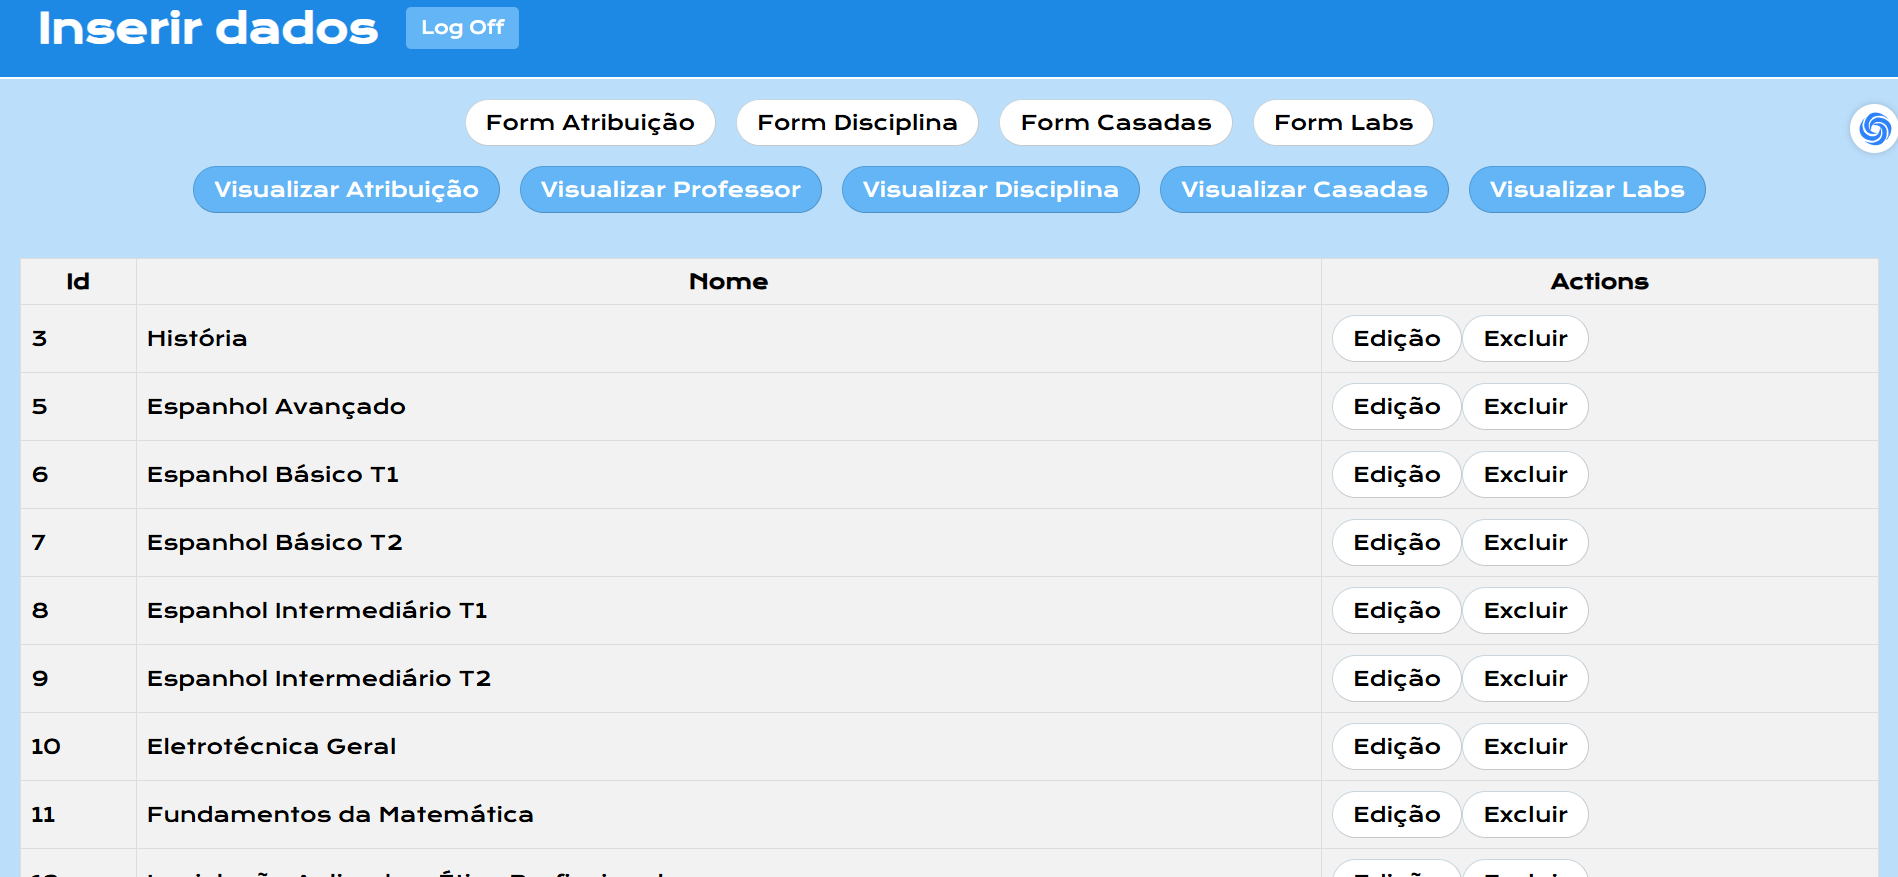 Inserir dados Log Off
Form Atribuição Form Disciplina Form Casadas Form Labs
Visualizar Atribuição Visualizar Professor Visualizar Disciplina Visualizar Casadas Visualizar Labs
Id Nome Actions
3 História Edição Excluir
5 Espanhol Avançado Edição Excluir
6 Espanhol Básico T1 Edição Excluir
7 Espanhol Básico T2 Edição Excluir
8 Espanhol Intermediário T1 Edição Excluir
9 Espanhol Intermediário T2 Edição Excluir
10 Eletrotécnica Geral Edição Excluir
11 Fundamentos da Matemática Edição Excluir